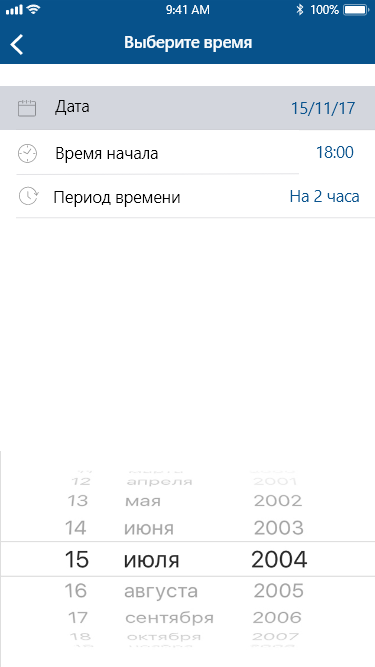 9:41 AM 100%
Выберите время
Дата 15/11/17
Время начала 18:00
Период времени На 2 часа
12 апреля 2001
13 мая 2002
14 июня 2003
15 июля 2004
16 августа 2005
17 сентября 2006
18 октября 2007